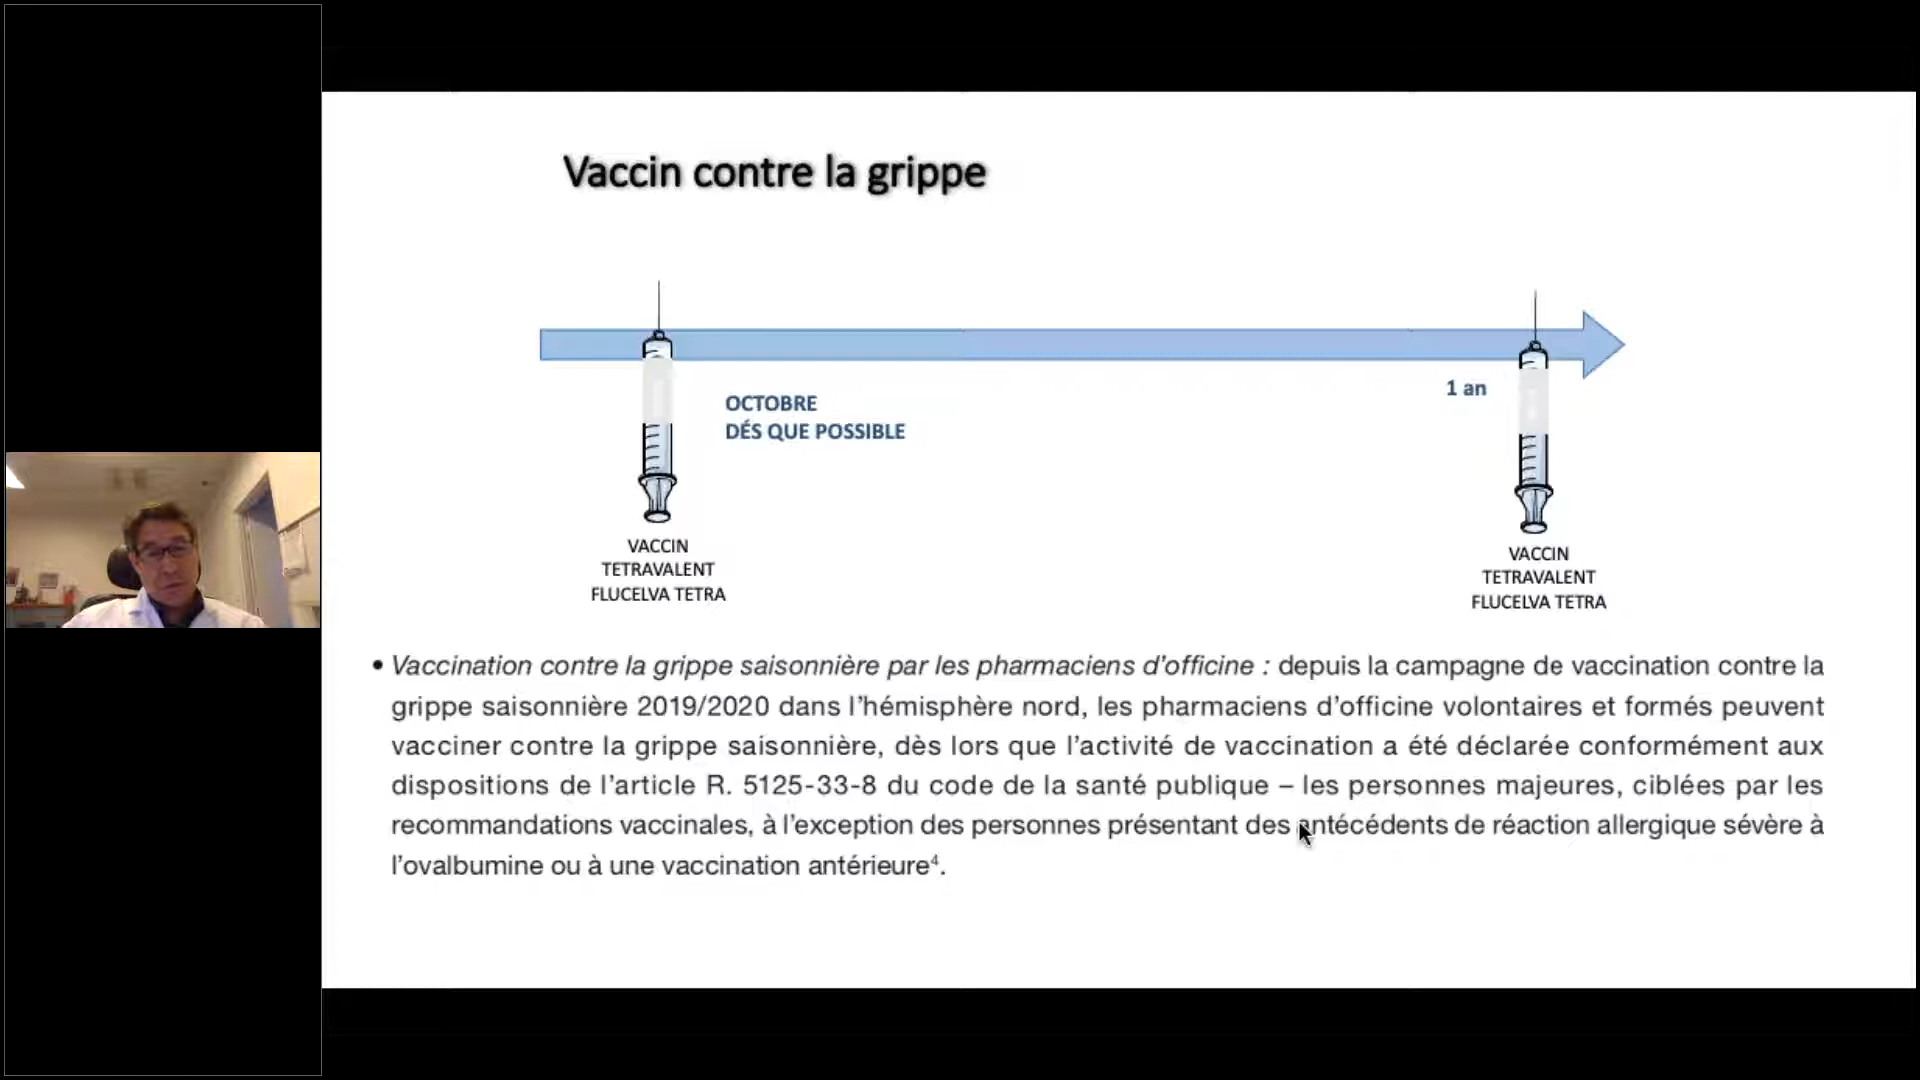 Vaccin contre la grippe
OCTOBRE
DÉS QUE POSSIBLE
1 an
VACCIN
TETRAVALENT
FLUCELVA TETRA
VACCIN
TETRAVALENT
FLUCELVA TETRA
• Vaccination contre la grippe saisonnière par les pharmaciens d’officine : depuis la campagne de vaccination contre la
grippe saisonnière 2019/2020 dans l’hémisphère nord, les pharmaciens d’officine volontaires et formés peuvent
vacciner contre la grippe saisonnière, dès lors que l’activité de vaccination a été déclarée conformément aux
dispositions de l’article R. 5125-33-8 du code de la santé publique – les personnes majeures, ciblées par les
recommandations vaccinales, à l’exception des personnes présentant des antécédents de réaction allergique sévère à
l’ovalbumine ou à une vaccination antérieure⁴.